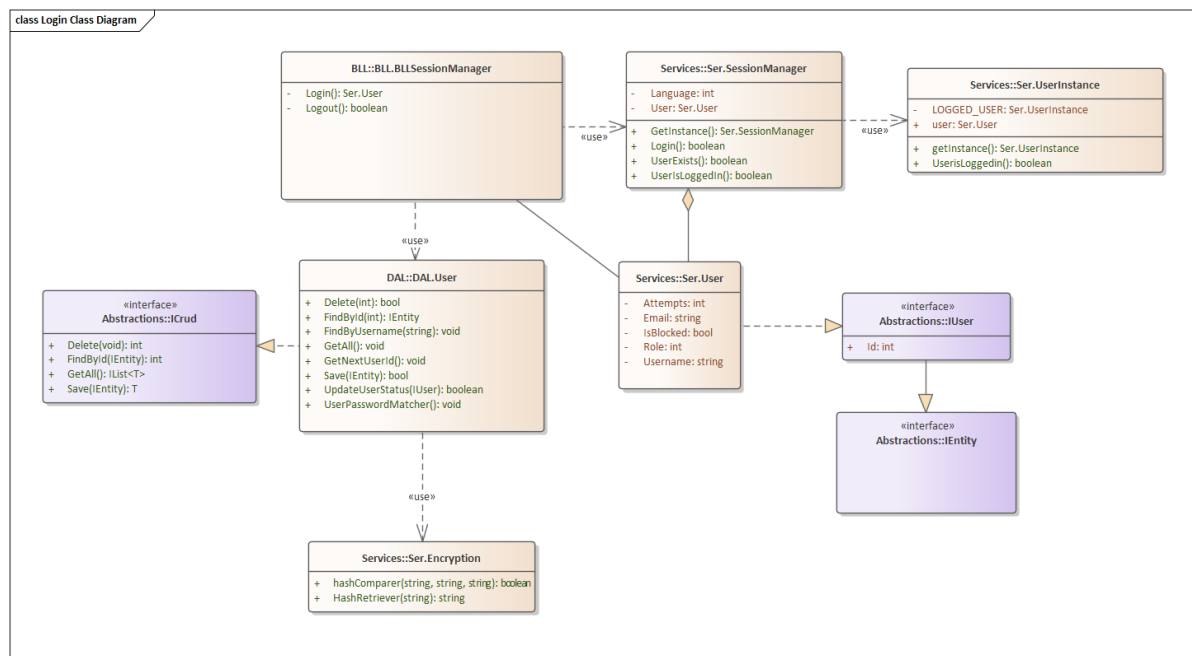 class Login Class Diagram
BLL::BLL.BLLSessionManager
- Login(): Ser.User
- Logout(): boolean
«use»
Services::Ser.SessionManager
- Language: int
- User: Ser.User
+ GetInstance(): Ser.SessionManager
+ Login(): boolean
+ UserExists(): boolean
+ UserIsLoggedIn(): boolean
«use»
Services::Ser.UserInstance
- LOGGED_USER: Ser.UserInstance
+ user: Ser.User
+ getInstance(): Ser.UserInstance
+ UserisLoggedin(): boolean
«use»
«interface»
Abstractions::ICrud
+ Delete(void): int
+ FindById(IEntity): int
+ GetAll(): IList<T>
+ Save(IEntity): T
DAL::DAL.User
+ Delete(int): bool
+ FindById(int): IEntity
+ FindByUsername(string): void
+ GetAll(): void
+ GetNextUserId(): void
+ Save(IEntity): bool
+ UpdateUserStatus(IUser): boolean
+ UserPasswordMatcher(): void
Services::Ser.User
- Attempts: int
- Email: string
- IsBlocked: bool
- Role: int
- Username: string
«interface»
Abstractions::IUser
+ Id: int
«interface»
Abstractions::IEntity
«use»
Services::Ser.Encryption
+ hashComparer(string, string, string): boolean
+ HashRetriever(string): string